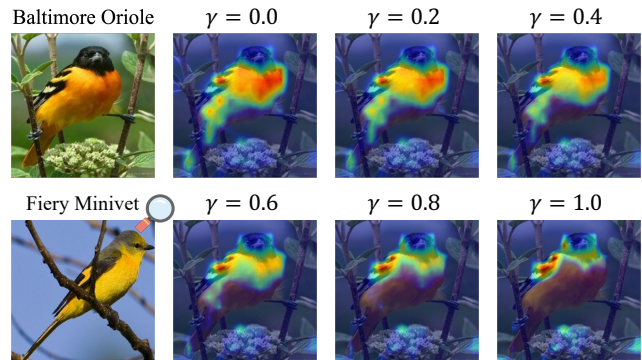 Baltimore Oriole
γ = 0.0
γ = 0.2
γ = 0.4
Fiery Minivet
γ = 0.6
γ = 0.8
γ = 1.0